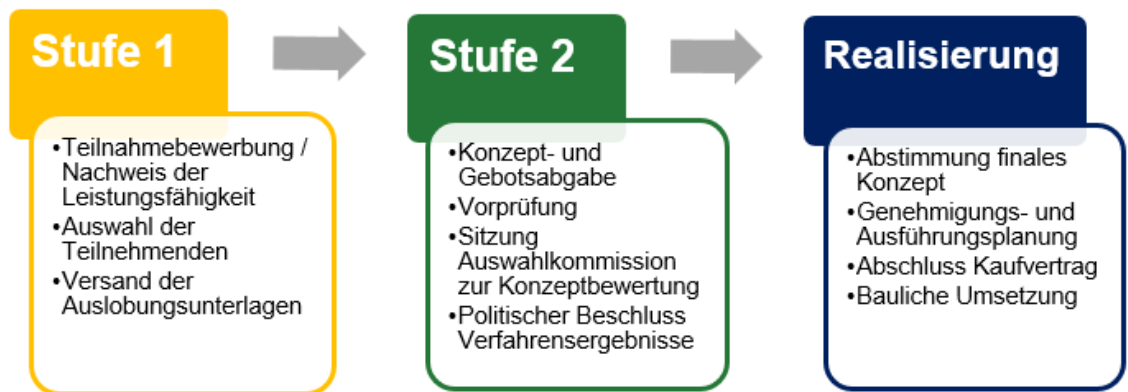 Stufe 1
•Teilnahmebewerbung /
Nachweis der
Leistungsfähigkeit
•Auswahl der
Teilnehmenden
•Versand der
Auslobungsunterlagen
Stufe 2
•Konzept- und
Gebotsabgabe
•Vorprüfung
•Sitzung
Auswahlkommission
zur Konzeptbewertung
•Politischer Beschluss
Verfahrensergebnisse
Realisierung
•Abstimmung finales
Konzept
•Genehmigungs- und
Ausführungsplanung
•Abschluss Kaufvertrag
•Bauliche Umsetzung